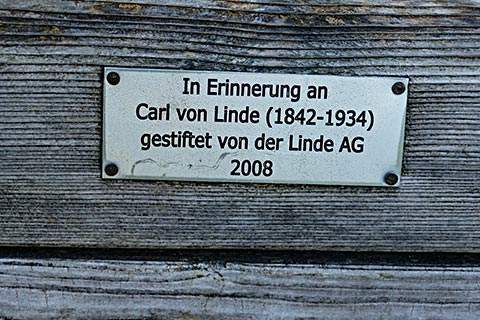 In Erinnerung an
Carl von Linde (1842-1934)
gestiftet von der Linde AG
2008